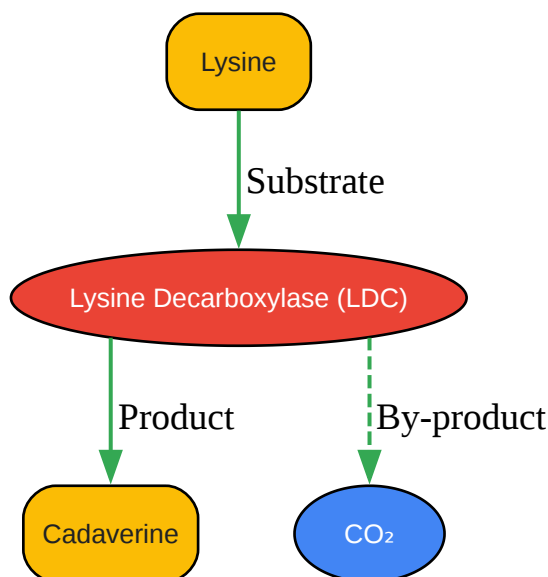 Lysine
Substrate
Lysine Decarboxylase (LDC)
Product
By-product
Cadaverine
CO₂